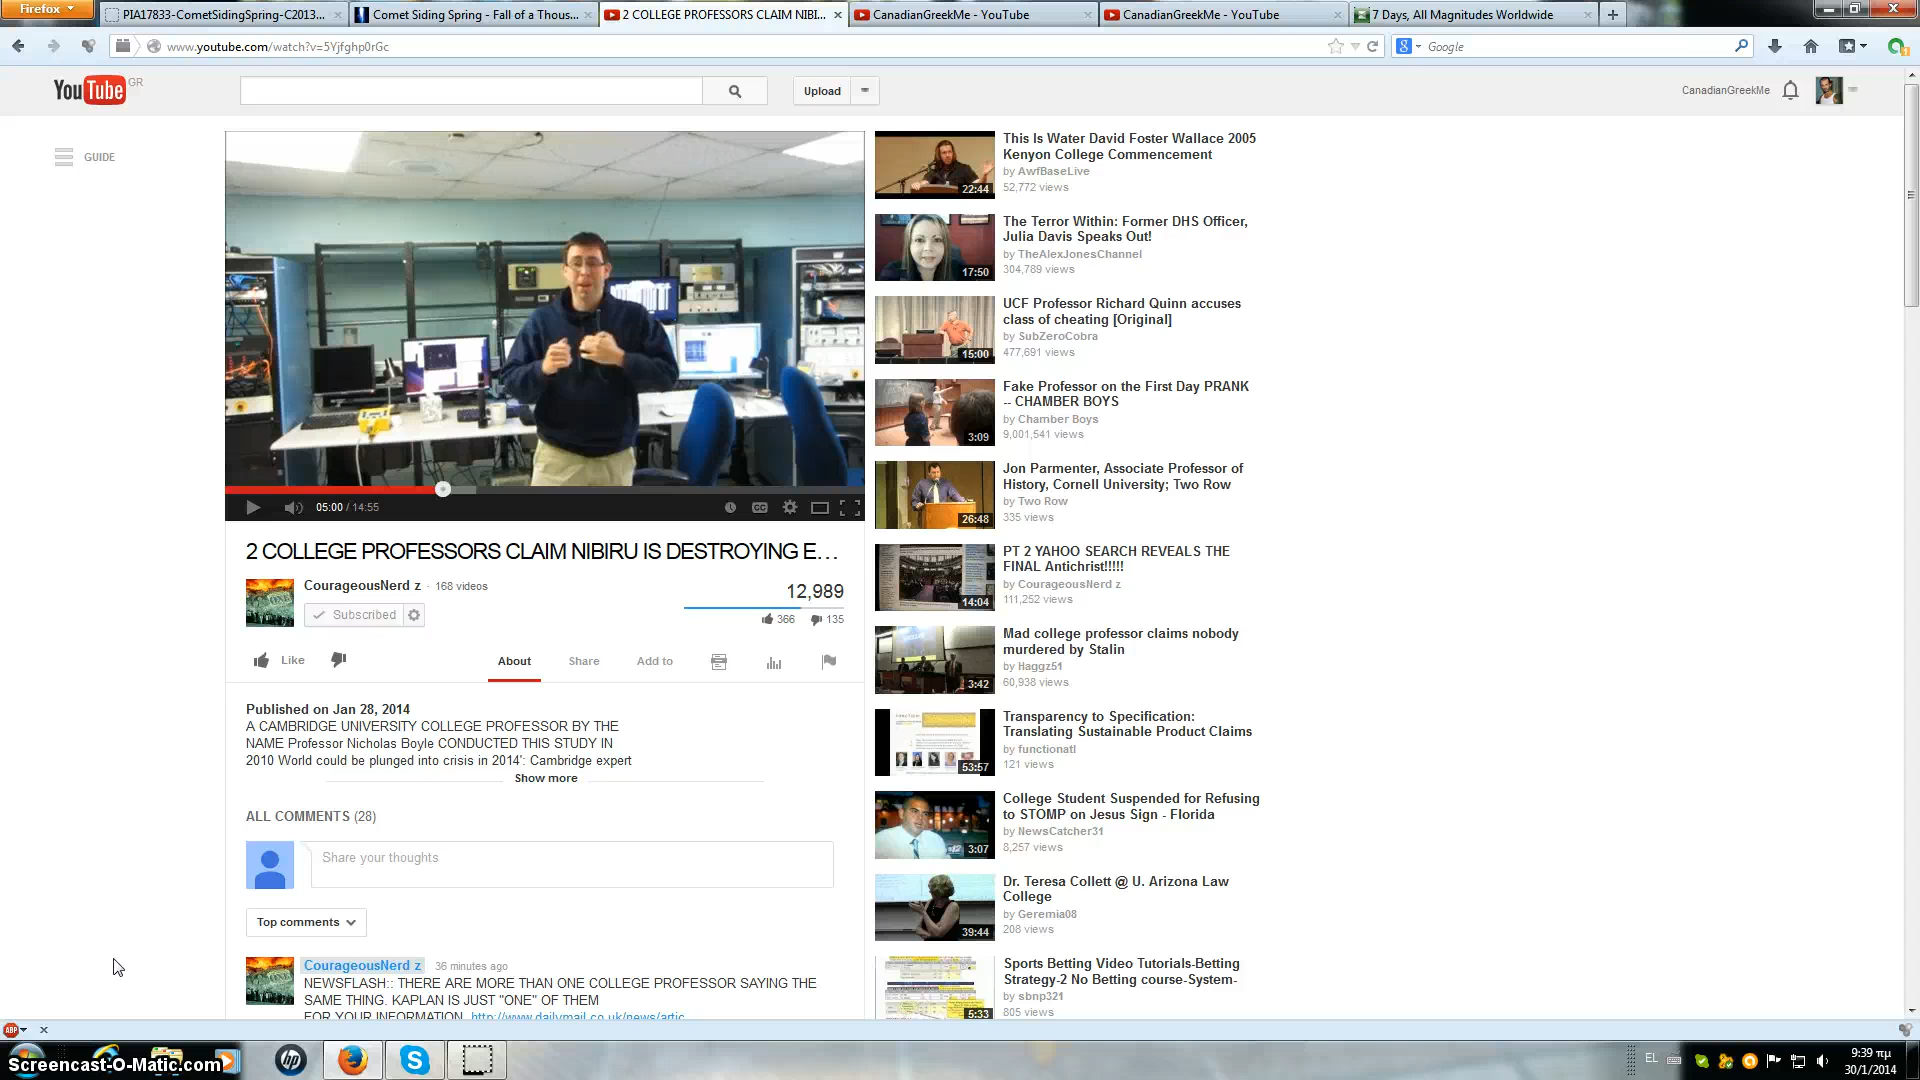 Firefox
PIA17833-CometSidingSpring-C2013...
Comet Siding Spring - Fall of a Thous...
2 COLLEGE PROFESSORS CLAIM NIBI...
CanadianGreekMe - YouTube
CanadianGreekMe - YouTube
7 Days, All Magnitudes Worldwide
www.youtube.com/watch?v=5Yjfghp0rGc
Google
YouTube GR
Upload
CanadianGreekMe
GUIDE
05:00 / 14:55
2 COLLEGE PROFESSORS CLAIM NIBIRU IS DESTROYING E...
CourageousNerd z · 168 videos
Subscribed
12,989
366 135
Like
About
Share
Add to
Published on Jan 28, 2014
A CAMBRIDGE UNIVERSITY COLLEGE PROFESSOR BY THE
NAME Professor Nicholas Boyle CONDUCTED THIS STUDY IN
2010 World could be plunged into crisis in 2014': Cambridge expert
Show more
ALL COMMENTS (28)
Share your thoughts
Top comments
CourageousNerd z 36 minutes ago
NEWSFLASH:: THERE ARE MORE THAN ONE COLLEGE PROFESSOR SAYING THE
SAME THING. KAPLAN IS JUST "ONE" OF THEM
FOR YOUR INFORMATION. http://www.dailymail.co.uk/news/artic
22:44
This Is Water David Foster Wallace 2005
Kenyon College Commencement
by AwfBaseLive
52,772 views
17:50
The Terror Within: Former DHS Officer,
Julia Davis Speaks Out!
by TheAlexJonesChannel
304,789 views
15:00
UCF Professor Richard Quinn accuses
class of cheating [Original]
by SubZeroCobra
477,691 views
3:09
Fake Professor on the First Day PRANK
-- CHAMBER BOYS
by Chamber Boys
9,001,541 views
26:48
Jon Parmenter, Associate Professor of
History, Cornell University; Two Row
by Two Row
335 views
14:04
PT 2 YAHOO SEARCH REVEALS THE
FINAL Antichrist!!!!!
by CourageousNerd z
111,252 views
3:42
Mad college professor claims nobody
murdered by Stalin
by Haggz51
60,938 views
53:57
Transparency to Specification:
Translating Sustainable Product Claims
by functionatl
121 views
3:07
College Student Suspended for Refusing
to STOMP on Jesus Sign - Florida
by NewsCatcher31
8,257 views
39:44
Dr. Teresa Collett @ U. Arizona Law
College
by Geremia08
208 views
5:33
Sports Betting Video Tutorials-Betting
Strategy-2 No Betting course-System-
by sbnp321
805 views
ABP
Screencast-O-Matic.com
hp
EL
9:39 πμ
30/1/2014